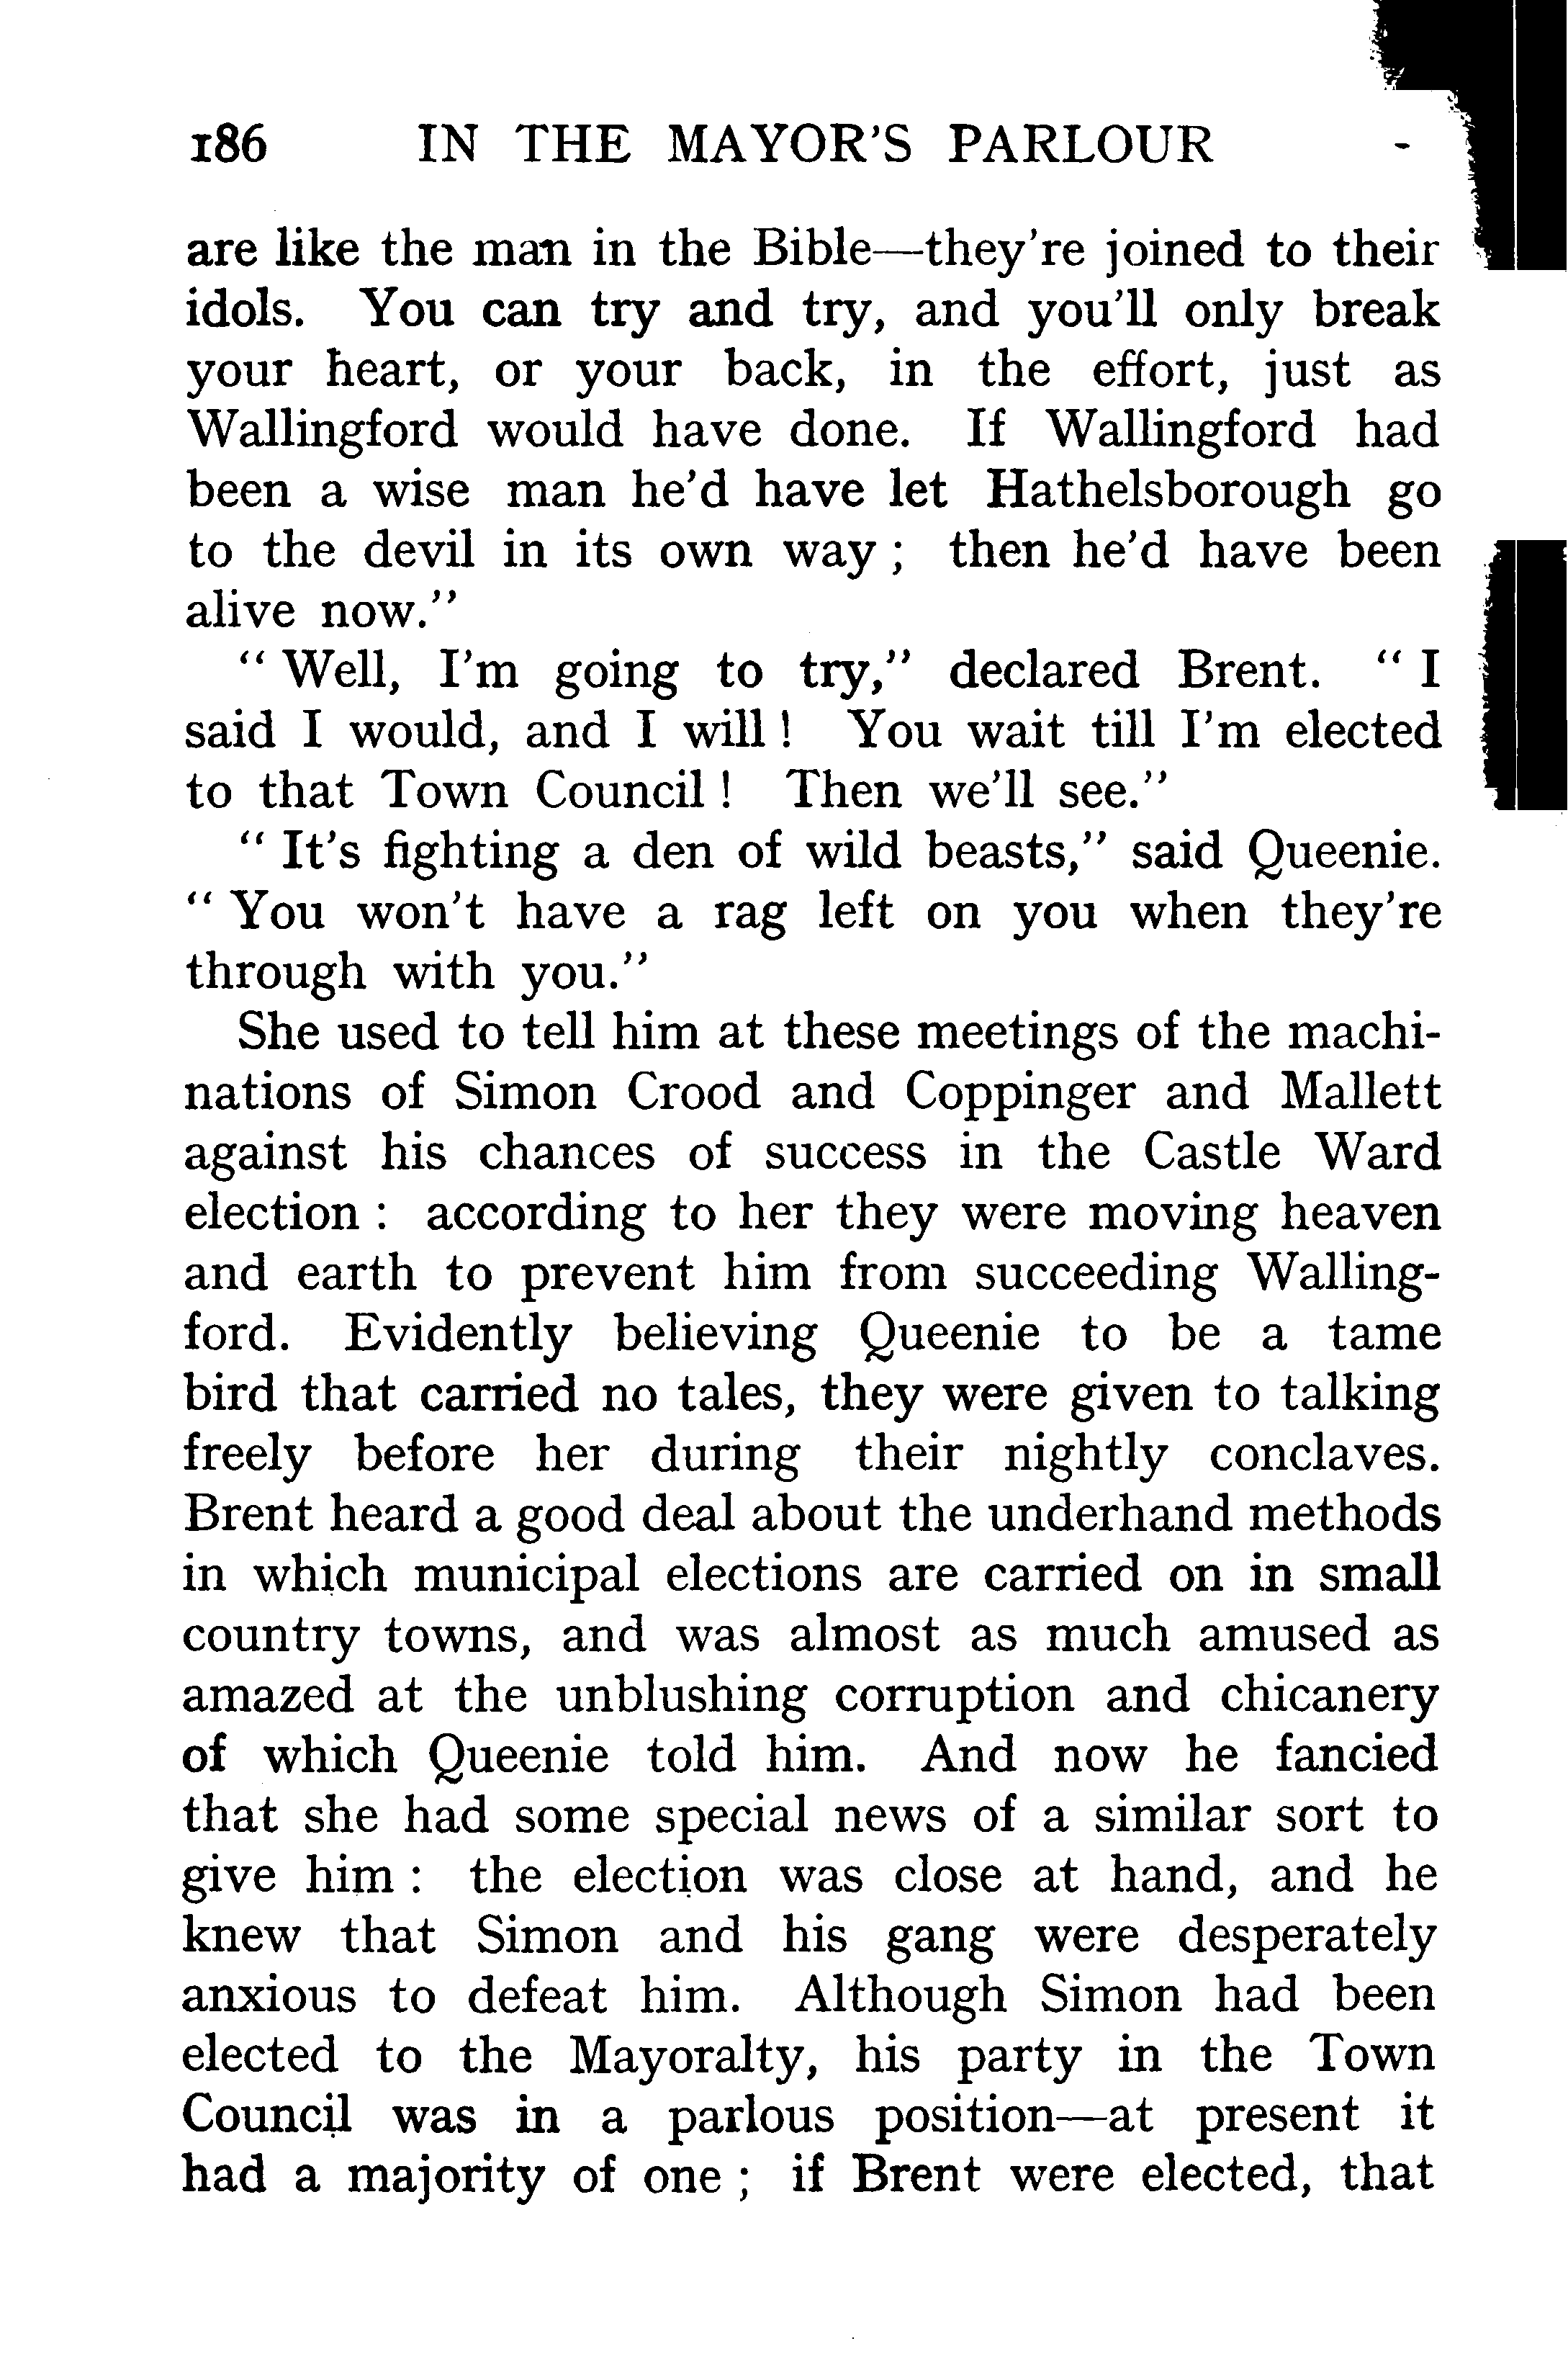 186 IN THE MAYOR'S PARLOUR
are like the man in the Bible—they're joined to their
idols. You can try and try, and you'll only break
your heart, or your back, in the effort, just as
Wallingford would have done. If Wallingford had
been a wise man he'd have let Hathelsborough go
to the devil in its own way ; then he'd have been
alive now."
" Well, I'm going to try," declared Brent. " I
said I would, and I will ! You wait till I'm elected
to that Town Council ! Then we'll see."
" It's fighting a den of wild beasts," said Queenie.
" You won't have a rag left on you when they're
through with you."
She used to tell him at these meetings of the machi-
nations of Simon Crood and Coppinger and Mallett
against his chances of success in the Castle Ward
election : according to her they were moving heaven
and earth to prevent him from succeeding Walling-
ford. Evidently believing Queenie to be a tame
bird that carried no tales, they were given to talking
freely before her during their nightly conclaves.
Brent heard a good deal about the underhand methods
in which municipal elections are carried on in small
country towns, and was almost as much amused as
amazed at the unblushing corruption and chicanery
of which Queenie told him. And now he fancied
that she had some special news of a similar sort to
give him : the election was close at hand, and he
knew that Simon and his gang were desperately
anxious to defeat him. Although Simon had been
elected to the Mayoralty, his party in the Town
Council was in a parlous position—at present it
had a majority of one ; if Brent were elected, that